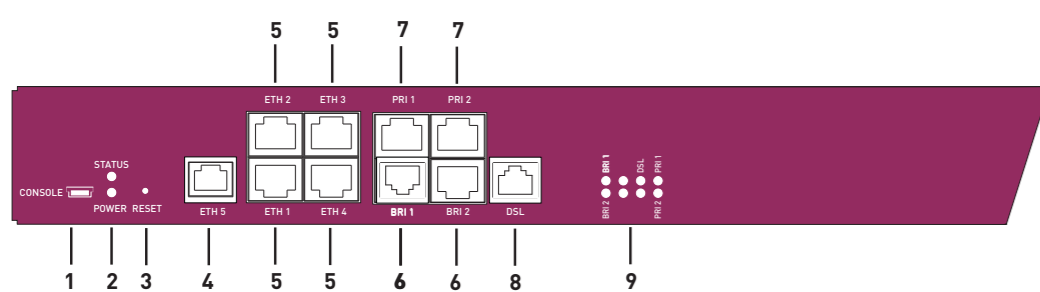 5 5 7 7
ETH 2 ETH 3 PRI 1 PRI 2
STATUS
CONSOLE
POWER RESET
ETH 5 ETH 1 ETH 4 BRI 1 BRI 2 DSL
BRI 1 DSL PRI 1
BRI 2 PRI 2
1 2 3 4 5 5 6 6 8 9